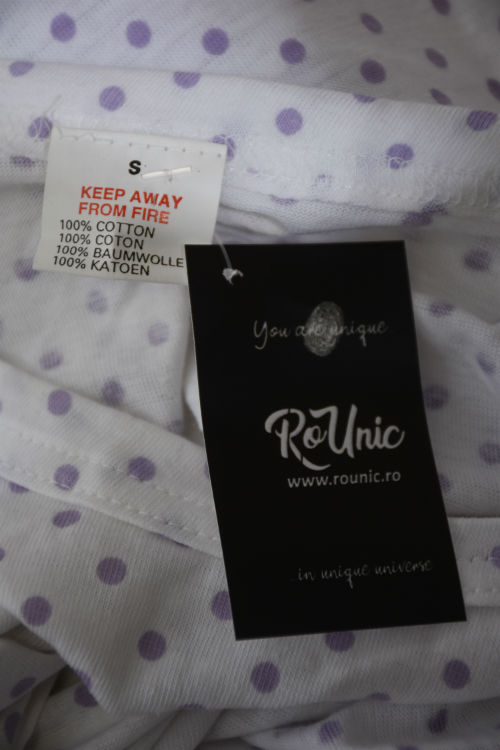 S
KEEP AWAY
FROM FIRE
100% COTTON
100% COTON
100% BAUMWOLLE
100% KATOEN
You are unique
RoUnic
www.rounic.ro
..in unique universe